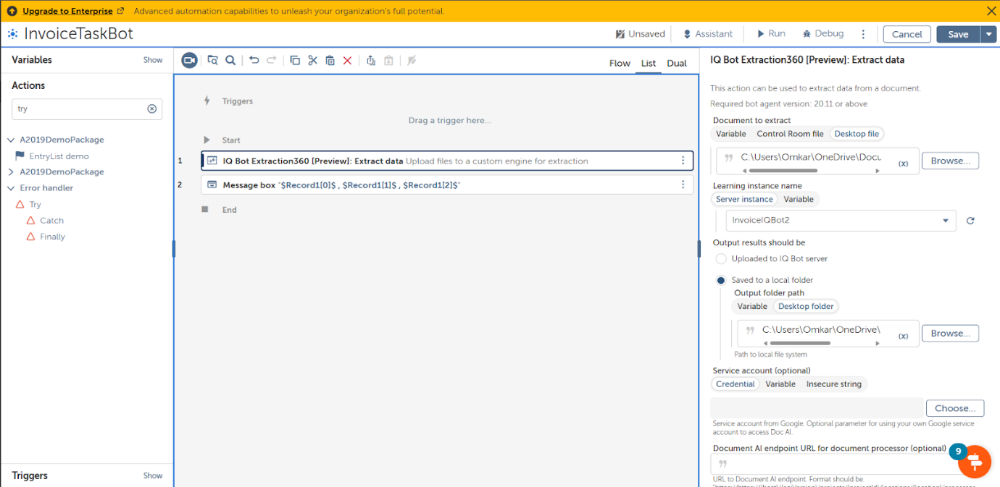 Upgrade to Enterprise Advanced automation capabilities to unleash your organization's full potential.
InvoiceTaskBot
Unsaved Assistant Run Debug Cancel Save
Variables Show
Flow List Dual
Actions
try
A2019DemoPackage
EntryList demo
A2019DemoPackage
Error handler
Try
Catch
Finally
Triggers Show
Triggers
Drag a trigger here...
Start
1 IQ Bot Extraction360 [Preview]: Extract data Upload files to a custom engine for extraction
2 Message box "$Record1[0]$ , $Record1[1]$ , $Record1[2]$"
End
IQ Bot Extraction360 [Preview]: Extract data
This action can be used to extract data from a document.
Required bot agent version: 20.11 or above
Document to extract
Variable Control Room file Desktop file
C:\Users\Omkar\OneDrive\Docu (x) Browse...
Learning instance name
Server instance Variable
InvoiceIQBot2
Output results should be
Uploaded to IQ Bot server
Saved to a local folder
Output folder path
Variable Desktop folder
C:\Users\Omkar\OneDrive\ (x) Browse...
Path to local file system
Service account (optional)
Credential Variable Insecure string
Choose...
Service account from Google. Optional parameter for using your own Google service
account to access Doc AI.
Document AI endpoint URL for document processor (optional)
9
URL to Document AI endpoint. Format should be